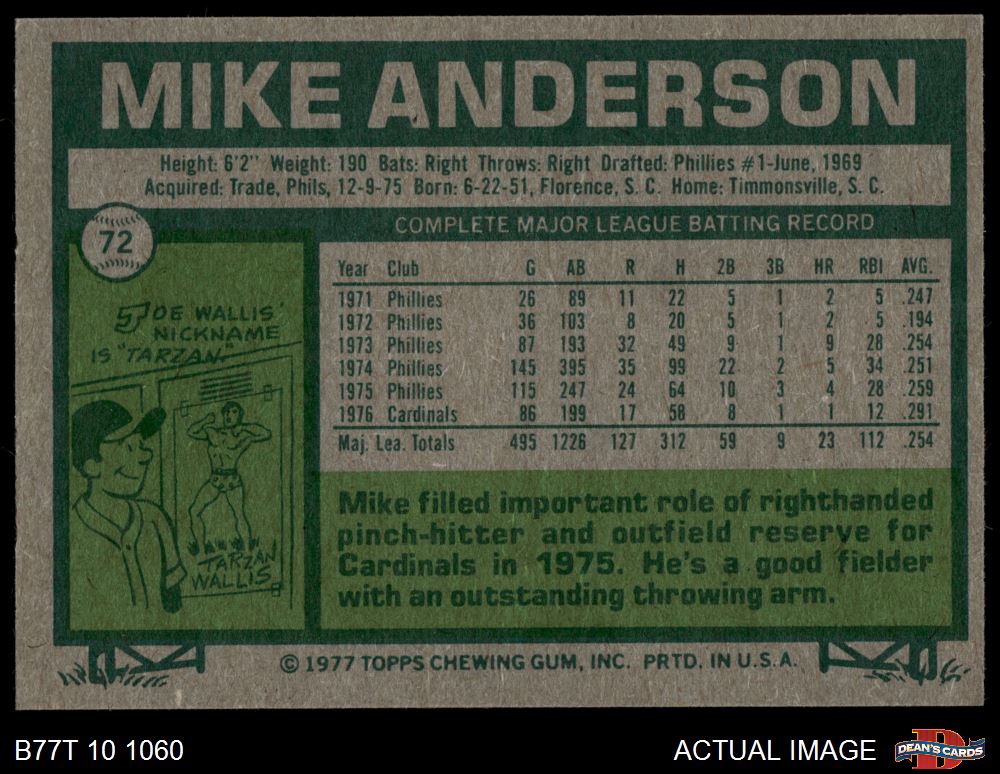 MIKE ANDERSON
Height: 6'2" Weight: 190 Bats: Right Throws: Right Drafted: Phillies #1-June, 1969
Acquired: Trade, Phils, 12-9-75 Born: 6-22-51, Florence, S. C. Home: Timmonsville, S. C.
72
COMPLETE MAJOR LEAGUE BATTING RECORD
Year Club G AB R H 2B 3B HR RBI AVG.
1971 Phillies 26 89 11 22 5 1 2 5 .247
1972 Phillies 36 103 8 20 5 1 2 5 .194
1973 Phillies 87 193 32 49 9 1 9 28 .254
1974 Phillies 145 395 35 99 22 2 5 34 .251
1975 Phillies 115 247 24 64 10 3 4 28 .259
1976 Cardinals 86 199 17 58 8 1 1 12 .291
Maj. Lea. Totals 495 1226 127 312 59 9 23 112 .254
JOE WALLIS'
NICKNAME
IS "TARZAN."
TARZAN
WALLIS
Mike filled important role of righthanded
pinch-hitter and outfield reserve for
Cardinals in 1975. He's a good fielder
with an outstanding throwing arm.
© 1977 TOPPS CHEWING GUM, INC. PRTD. IN U.S.A.
B77T 10 1060
ACTUAL IMAGE
D
DEAN'S CARDS